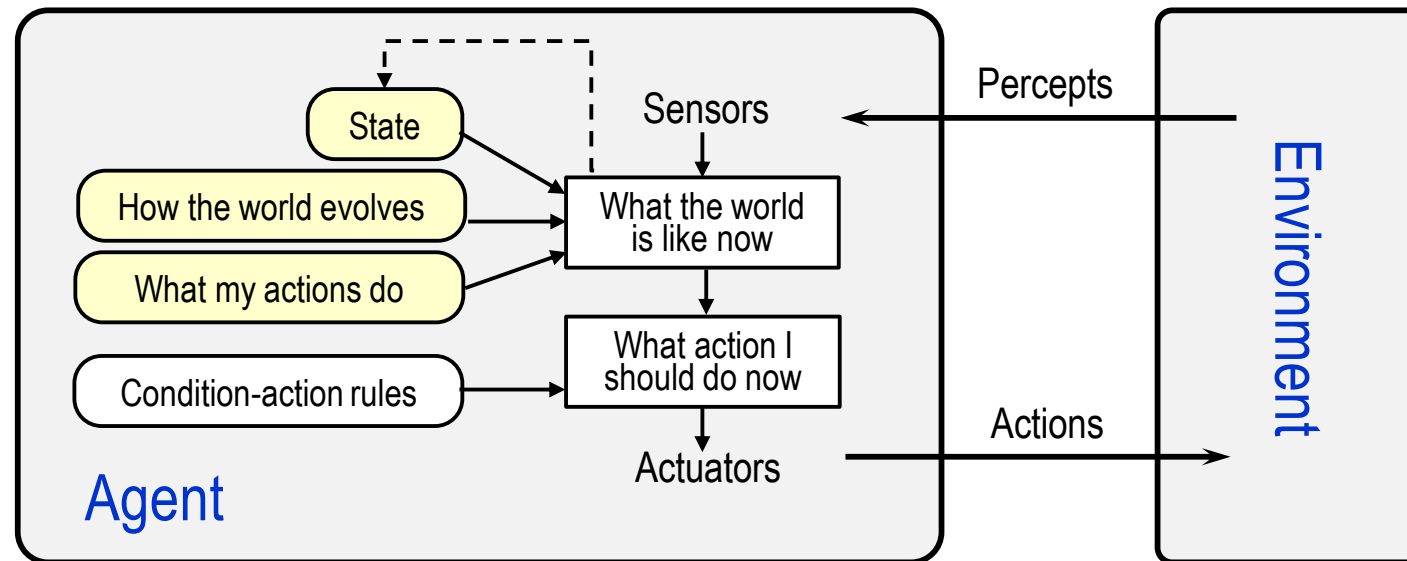 Percepts
Sensors
State
How the world evolves
What the world
is like now
What my actions do
What action I
should do now
Condition-action rules
Actions
Actuators
Agent
Environment